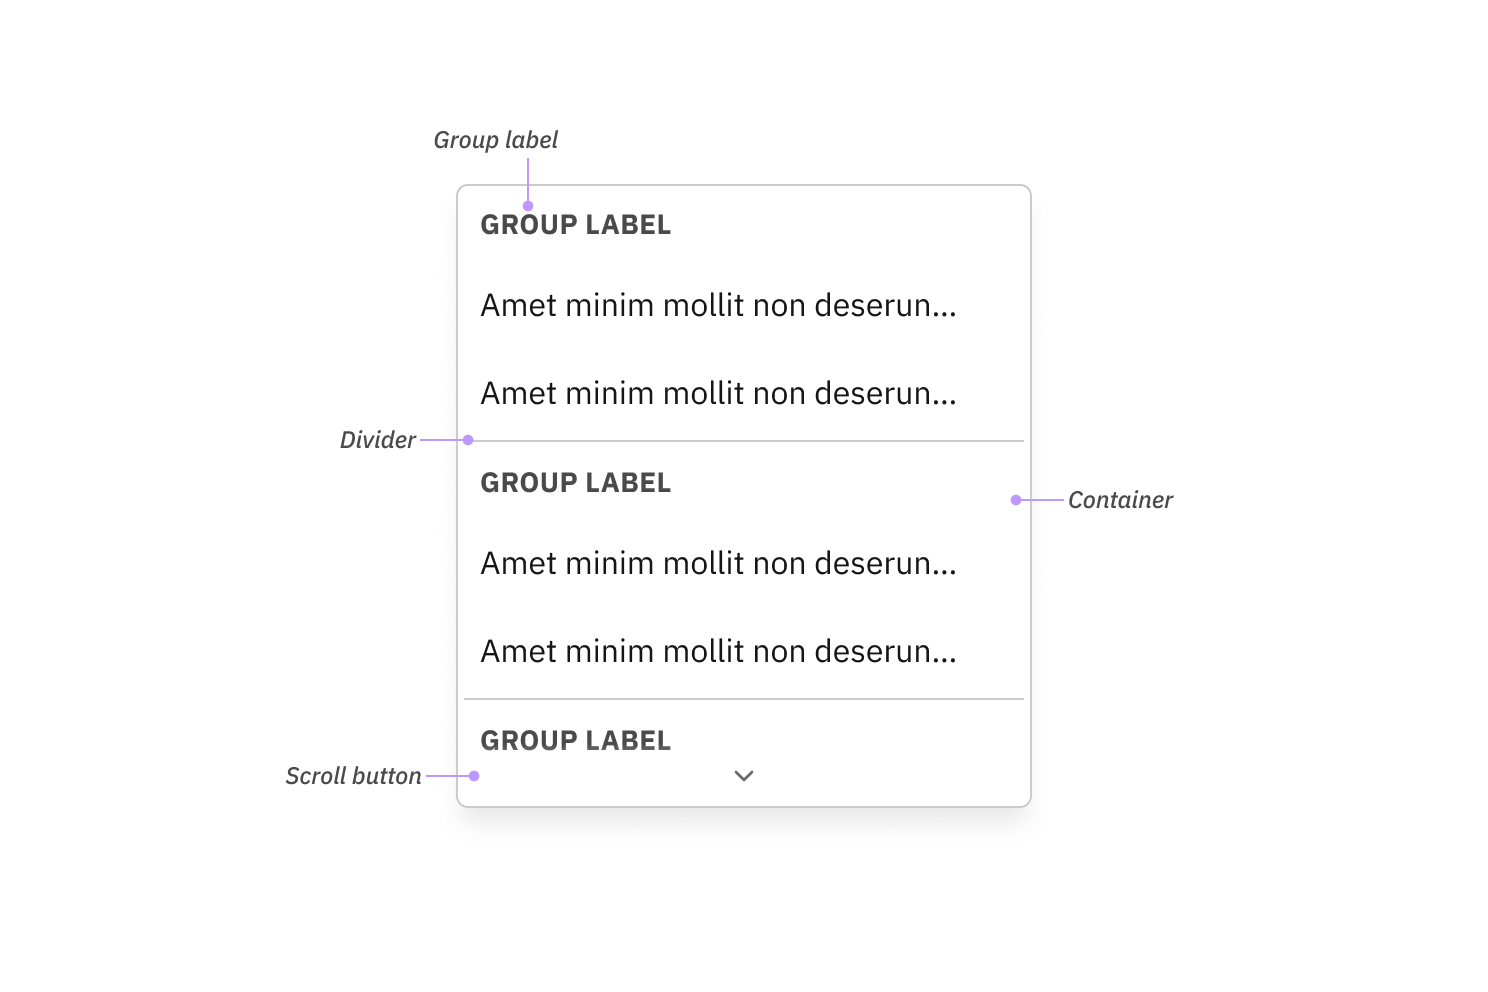 Group label
GROUP LABEL
Amet minim mollit non deserun...
Amet minim mollit non deserun...
Divider
GROUP LABEL
Container
Amet minim mollit non deserun...
Amet minim mollit non deserun...
GROUP LABEL
Scroll button